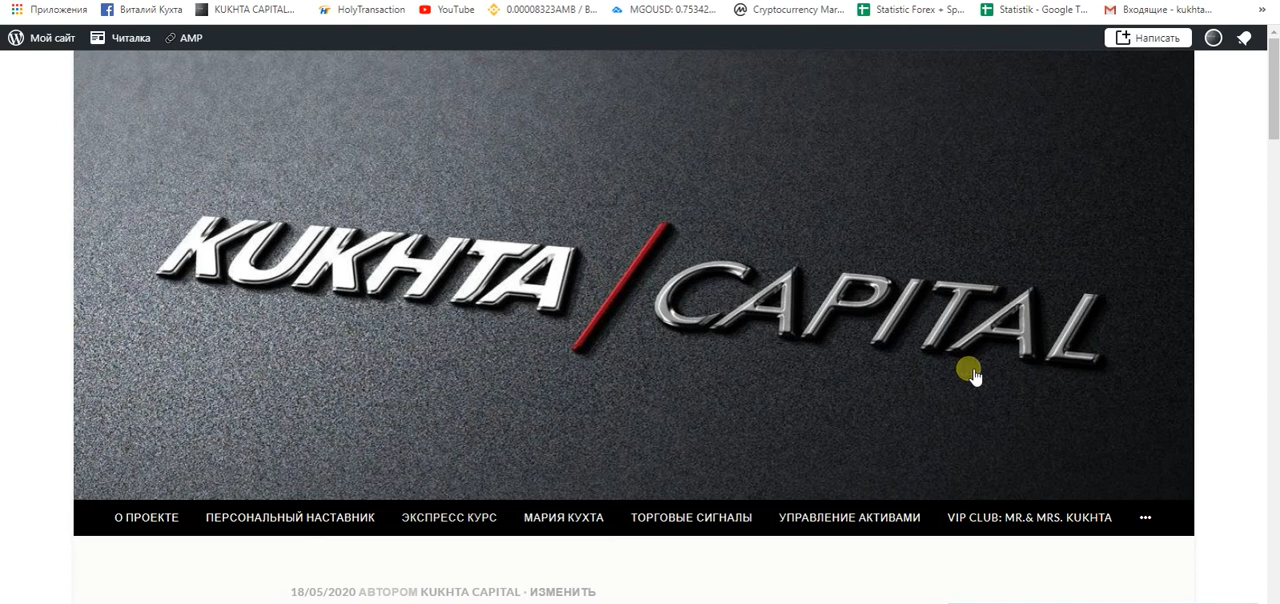 Приложения Виталий Кухта KUKHTA CAPITAL... HolyTransaction YouTube 0.00008323AMB / B... MGOUSD: 0.75342... Cryptocurrency Mar... Statistic Forex + Sp... Statistik - Google T... Входящие - kukhta... »
Мой сайт Читалка AMP Написать
KUKHTA / CAPITAL
О ПРОЕКТЕ ПЕРСОНАЛЬНЫЙ НАСТАВНИК ЭКСПРЕСС КУРС МАРИЯ КУХТА ТОРГОВЫЕ СИГНАЛЫ УПРАВЛЕНИЕ АКТИВАМИ VIP CLUB: MR.& MRS. KUKHTA •••
18/05/2020 АВТОРОМ KUKHTA CAPITAL · ИЗМЕНИТЬ